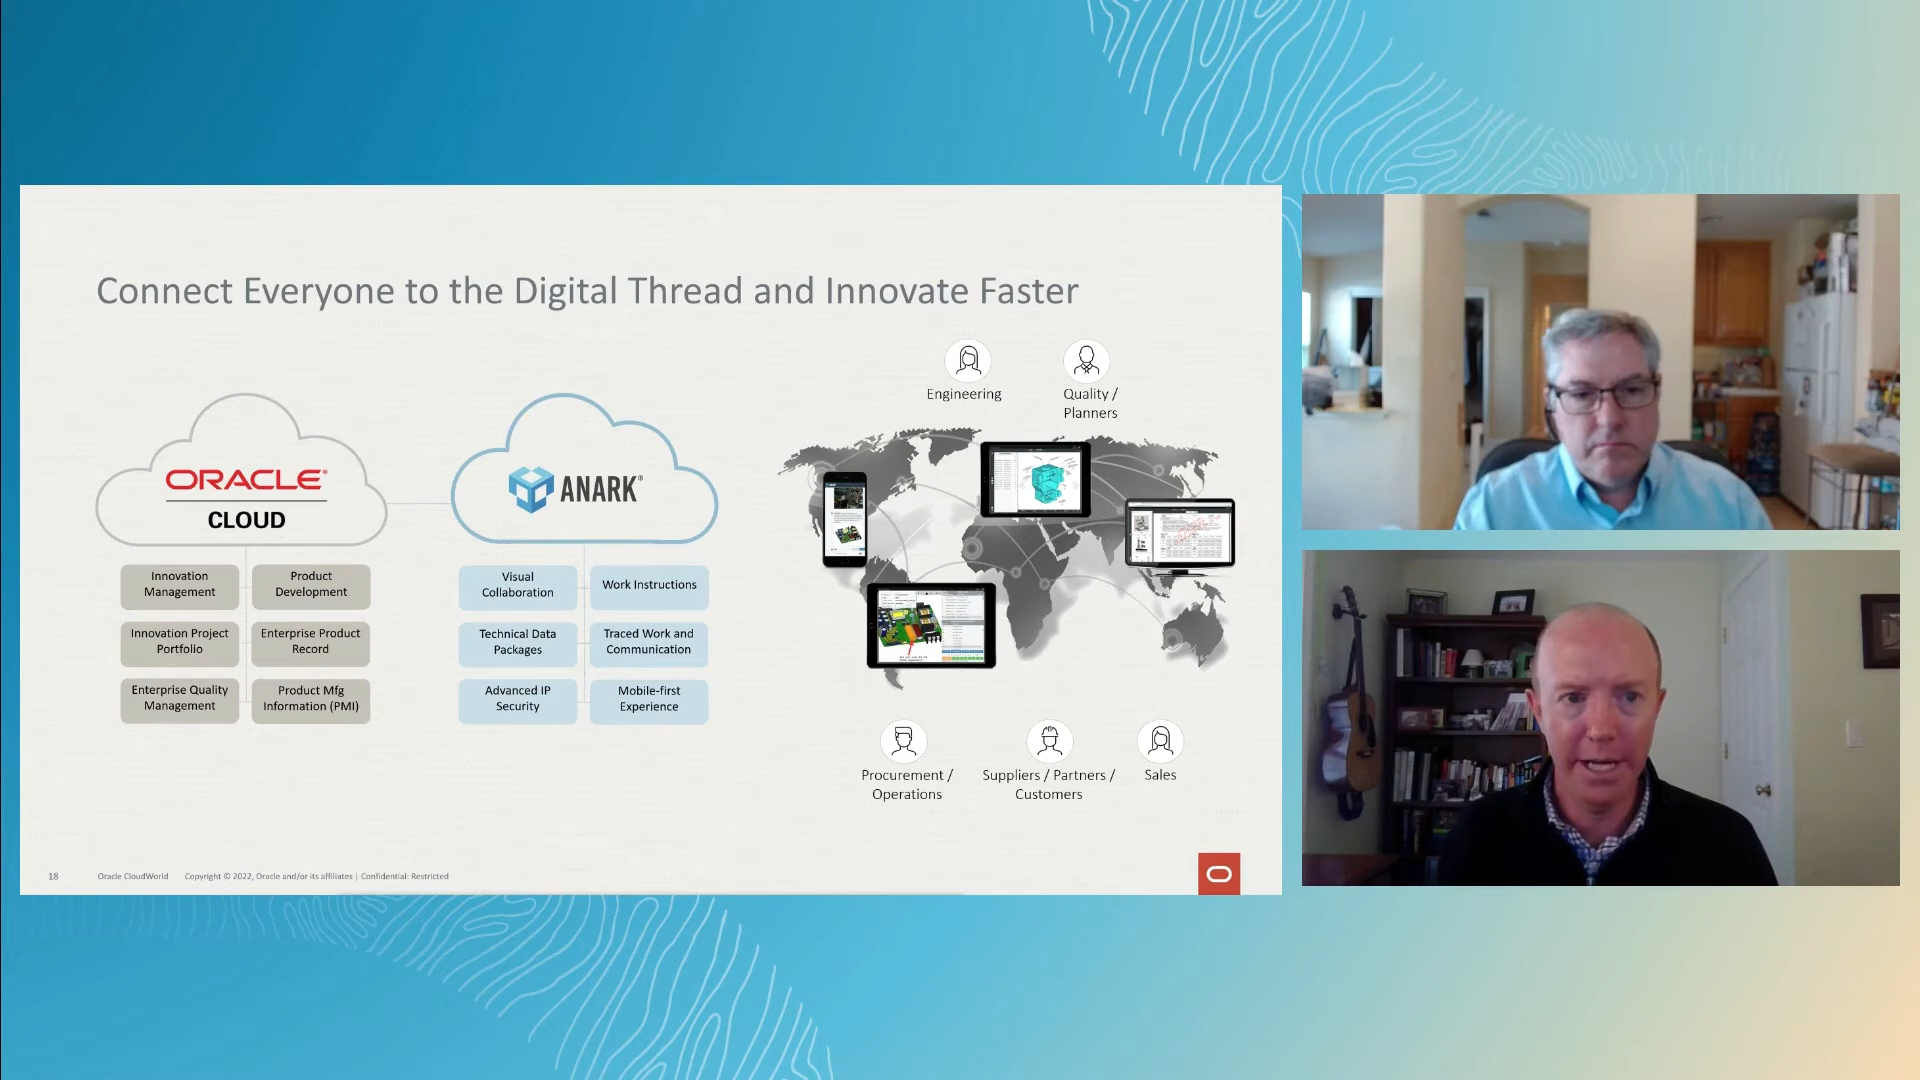 Connect Everyone to the Digital Thread and Innovate Faster
Engineering
Quality /
Planners
ORACLE®
CLOUD
ANARK®
Innovation
Management
Product
Development
Innovation Project
Portfolio
Enterprise Product
Record
Enterprise Quality
Management
Product Mfg
Information (PMI)
Visual
Collaboration
Work Instructions
Technical Data
Packages
Traced Work and
Communication
Advanced IP
Security
Mobile-first
Experience
Procurement /
Operations
Suppliers / Partners /
Customers
Sales
18 Oracle CloudWorld Copyright © 2022, Oracle and/or its affiliates | Confidential: Restricted